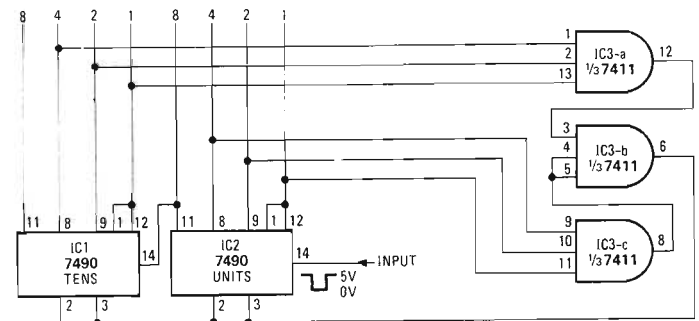 8 4 2 1 8 4 2 1
1
2
13
IC3-a
1/3 7411
12
3
4
5
IC3-b
1/3 7411
6
9
10
11
IC3-c
1/3 7411
8
11 8 9 1 12
IC1
7490
TENS
14
2 3
11 8 9 1 12
IC2
7490
UNITS
14
2 3
INPUT
5V
0V